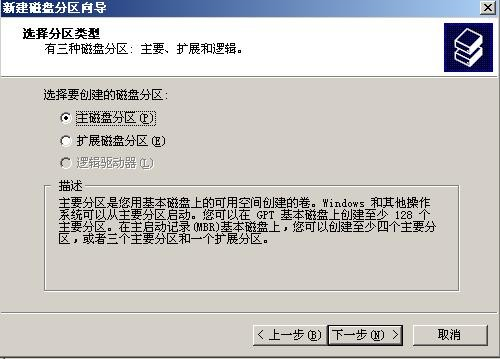 新建磁盘分区向导
选择分区类型
有三种磁盘分区：主要、扩展和逻辑。
选择要创建的磁盘分区：
主磁盘分区(P)
扩展磁盘分区(E)
逻辑驱动器(L)
描述
主要分区是您用基本磁盘上的可用空间创建的卷。Windows 和其他操作
系统可以从主要分区启动。您可以在 GPT 基本磁盘上创建至少 128 个
主要分区。在主启动记录(MBR)基本磁盘上，您可以创建至少四个主要分
区，或者三个主要分区和一个扩展分区。
< 上一步(B)
下一步(N) >
取消